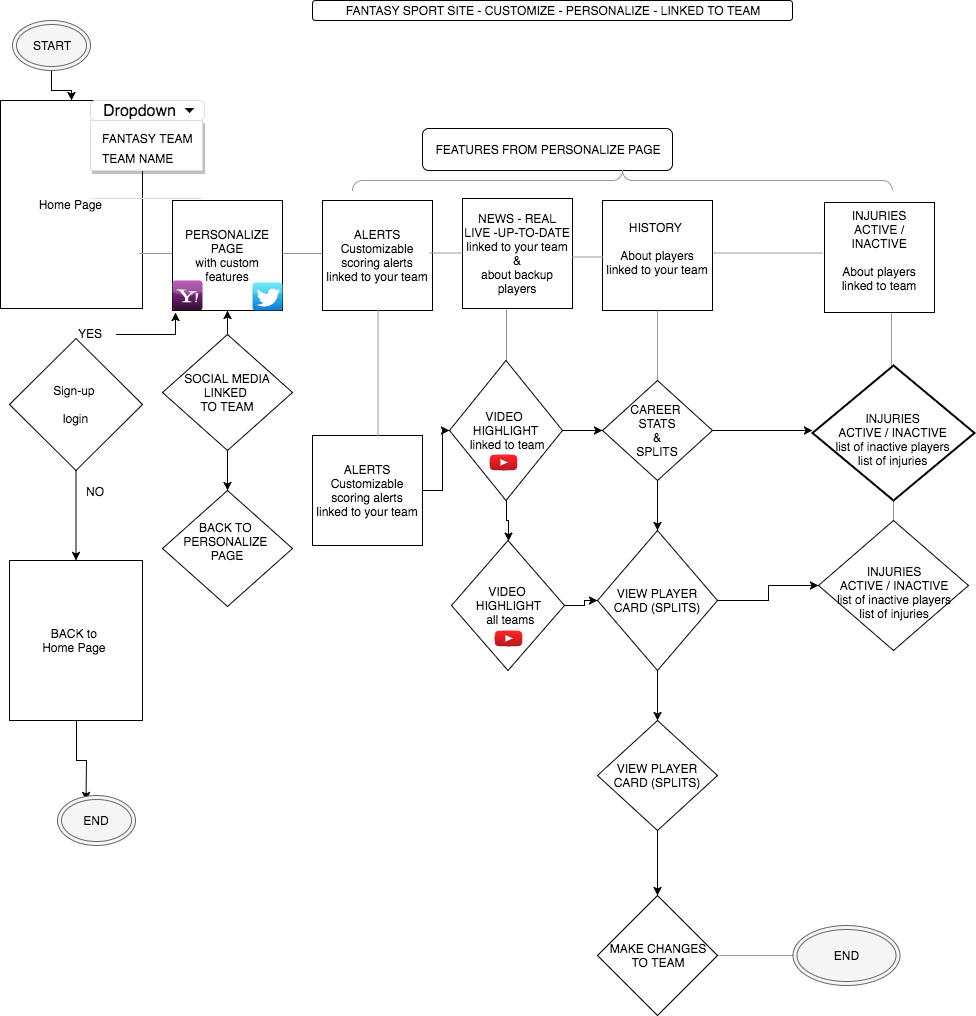 FANTASY SPORT SITE - CUSTOMIZE - PERSONALIZE - LINKED TO TEAM
START
Dropdown
FANTASY TEAM
TEAM NAME
Home Page
FEATURES FROM PERSONALIZE PAGE
PERSONALIZE
PAGE
with custom
features
Y!
ALERTS
Customizable
scoring alerts
linked to your team
NEWS - REAL
LIVE -UP-TO-DATE
linked to your team
&
about backup
players
HISTORY
About players
linked to your team
INJURIES
ACTIVE /
INACTIVE
About players
linked to team
YES
Sign-up
login
NO
SOCIAL MEDIA
LINKED
TO TEAM
BACK TO
PERSONALIZE
PAGE
ALERTS
Customizable
scoring alerts
linked to your team
VIDEO
HIGHLIGHT
linked to team
CAREER
STATS
&
SPLITS
INJURIES
ACTIVE / INACTIVE
list of inactive players
list of injuries
VIDEO
HIGHLIGHT
all teams
VIEW PLAYER
CARD (SPLITS)
INJURIES
ACTIVE / INACTIVE
list of inactive players
list of injuries
BACK to
Home Page
END
VIEW PLAYER
CARD (SPLITS)
MAKE CHANGES
TO TEAM
END